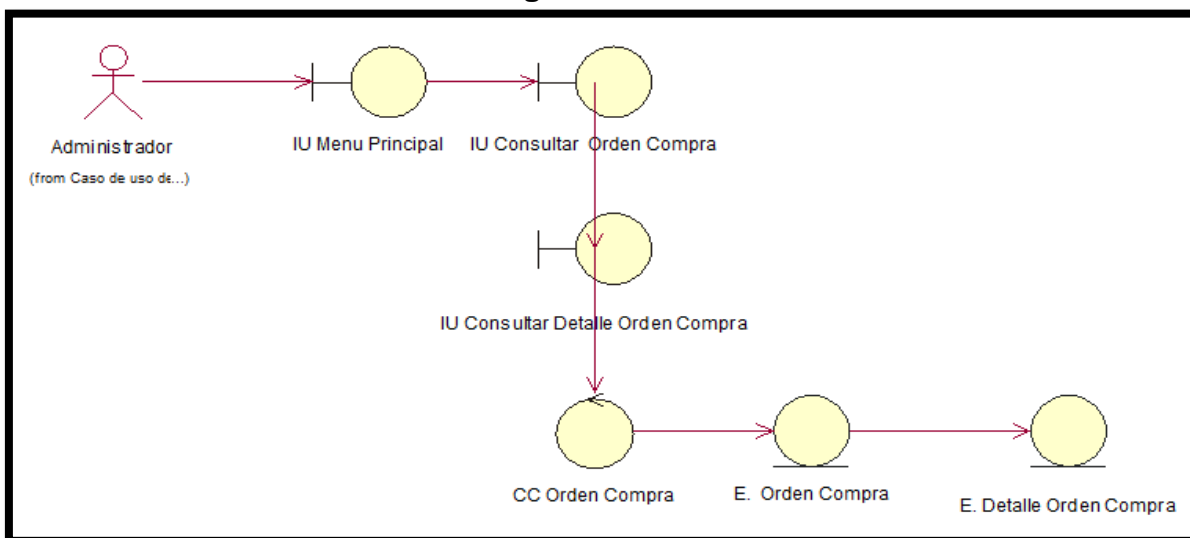 Administrador
(from Caso de uso de...)
IU Menu Principal
IU Consultar Orden Compra
IU Consultar Detalle Orden Compra
CC Orden Compra
E. Orden Compra
E. Detalle Orden Compra